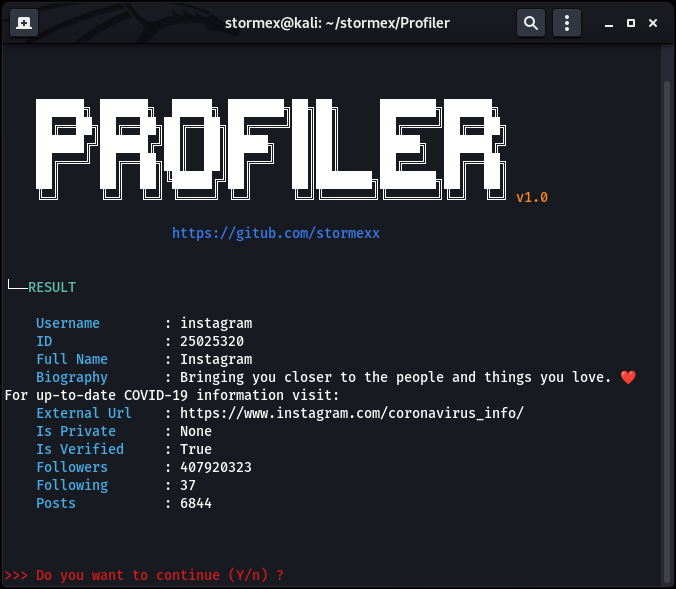 stormex@kali: ~/stormex/Profiler
PROFILER
v1.0
https://gitub.com/stormexx
└──RESULT
Username : instagram
ID : 25025320
Full Name : Instagram
Biography : Bringing you closer to the people and things you love. ❤️
For up-to-date COVID-19 information visit:
External Url : https://www.instagram.com/coronavirus_info/
Is Private : None
Is Verified : True
Followers : 407920323
Following : 37
Posts : 6844
>>> Do you want to continue (Y/n) ?